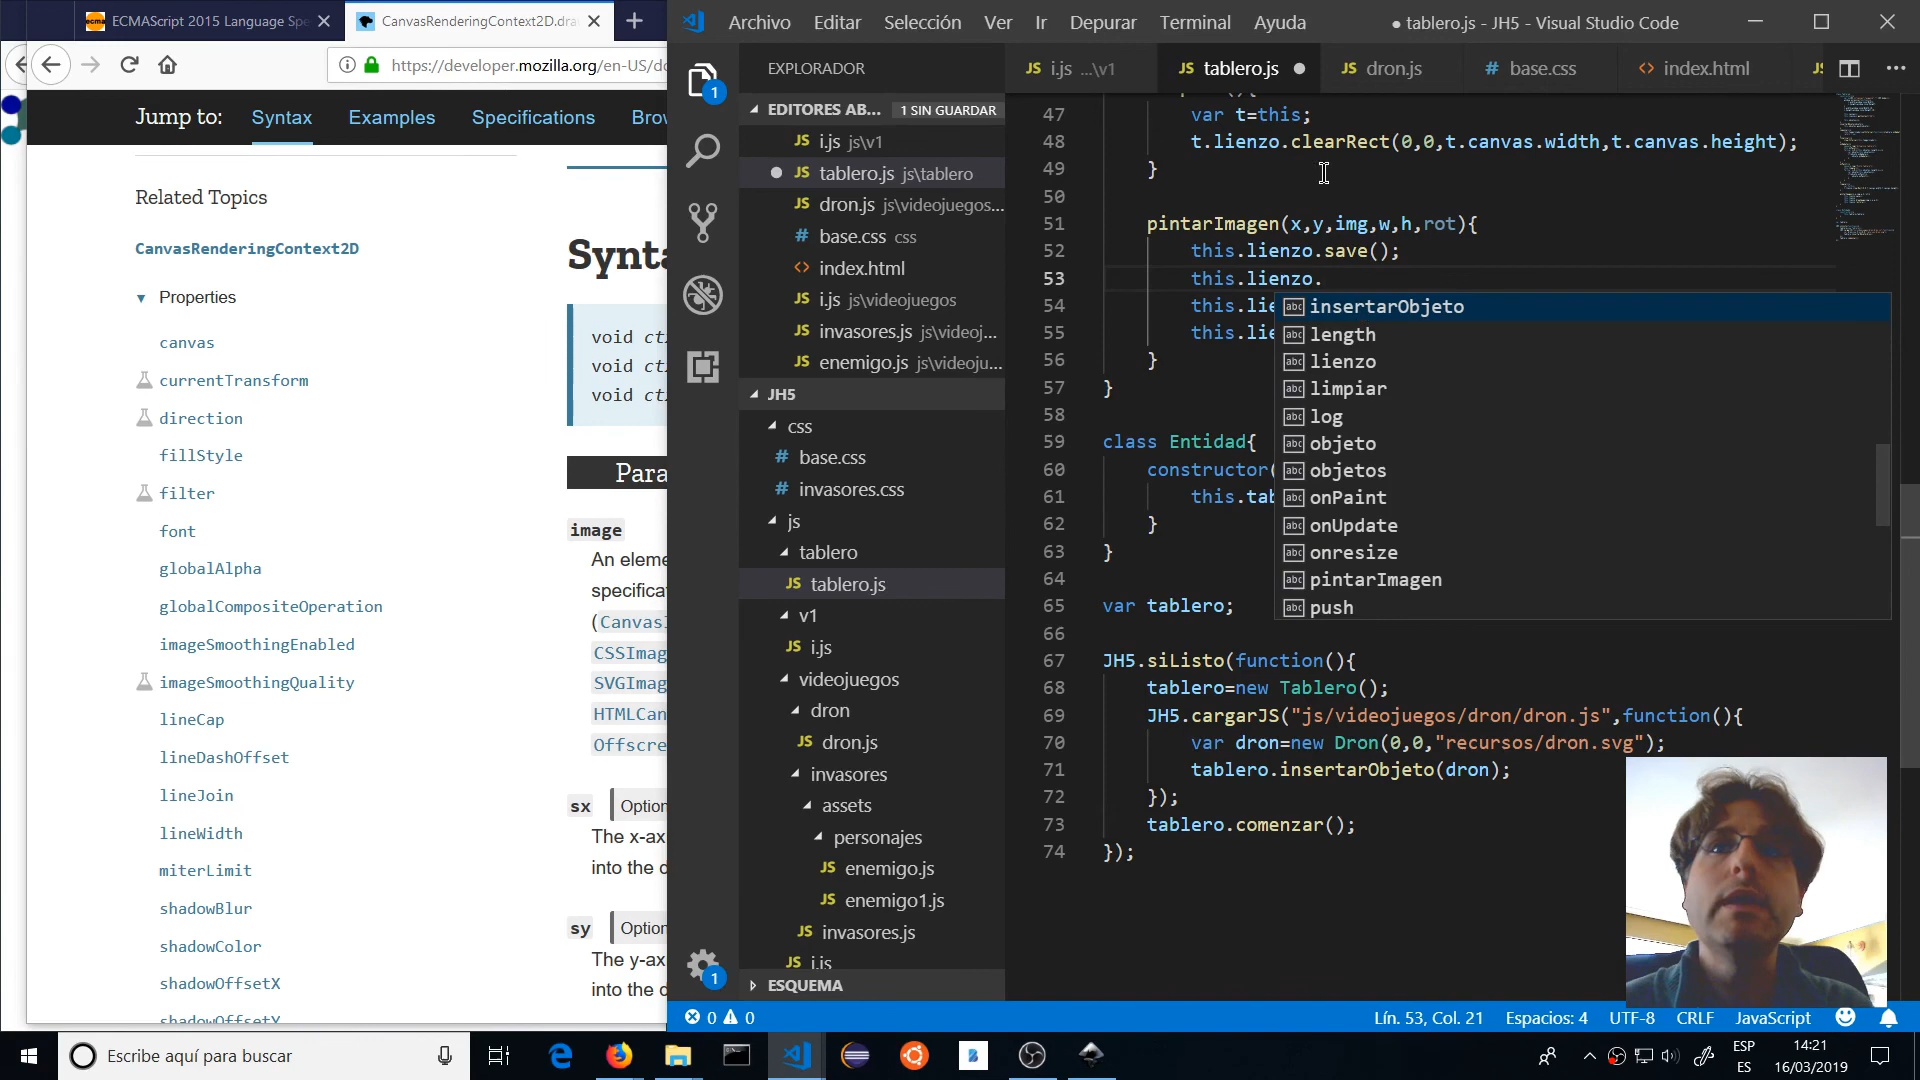 ECMAScript 2015 Language Spe
CanvasRenderingContext2D.dra
https://developer.mozilla.org/en-US/do
Jump to:
Syntax
Examples
Specifications
Brow
Related Topics
CanvasRenderingContext2D
Properties
canvas
currentTransform
direction
fillStyle
filter
font
globalAlpha
globalCompositeOperation
imageSmoothingEnabled
imageSmoothingQuality
lineCap
lineDashOffset
lineJoin
lineWidth
miterLimit
shadowBlur
shadowColor
shadowOffsetX
shadowOffsetY
Synta
void ct
void ct
void ct
Para
image
An eleme
specifica
(CanvasI
CSSImag
SVGImag
HTMLCan
Offscre
sx
Option
The x-ax
into the d
sy
Option
The y-ax
into the d
Archivo Editar Selección Ver Ir Depurar Terminal Ayuda
● tablero.js - JH5 - Visual Studio Code
EXPLORADOR
EDITORES AB... 1 SIN GUARDAR
i.js js\v1
tablero.js js\tablero
dron.js js\videojuegos...
base.css css
index.html
i.js js\videojuegos
invasores.js js\videoj...
enemigo.js js\videoju...
JH5
css
base.css
invasores.css
js
tablero
tablero.js
v1
i.js
videojuegos
dron
dron.js
invasores
assets
personajes
enemigo.js
enemigo1.js
invasores.js
i.js
ESQUEMA
i.js ...\v1
tablero.js
dron.js
base.css
index.html
47 var t=this;
48 t.lienzo.clearRect(0,0,t.canvas.width,t.canvas.height);
49 }
50
51 pintarImagen(x,y,img,w,h,rot){
52 this.lienzo.save();
53 this.lienzo.
54 this.lie
55 this.lie
56 }
57 }
58
59 class Entidad{
60 constructor(
61 this.tab
62 }
63 }
64
65 var tablero;
66
67 JH5.siListo(function(){
68 tablero=new Tablero();
69 JH5.cargarJS("js/videojuegos/dron/dron.js",function(){
70 var dron=new Dron(0,0,"recursos/dron.svg");
71 tablero.insertarObjeto(dron);
72 });
73 tablero.comenzar();
74 });
insertarObjeto
length
lienzo
limpiar
log
objeto
objetos
onPaint
onUpdate
onresize
pintarImagen
push
0 0
Lín. 53, Col. 21 Espacios: 4 UTF-8 CRLF JavaScript
Escribe aquí para buscar
ESP
ES
14:21
16/03/2019